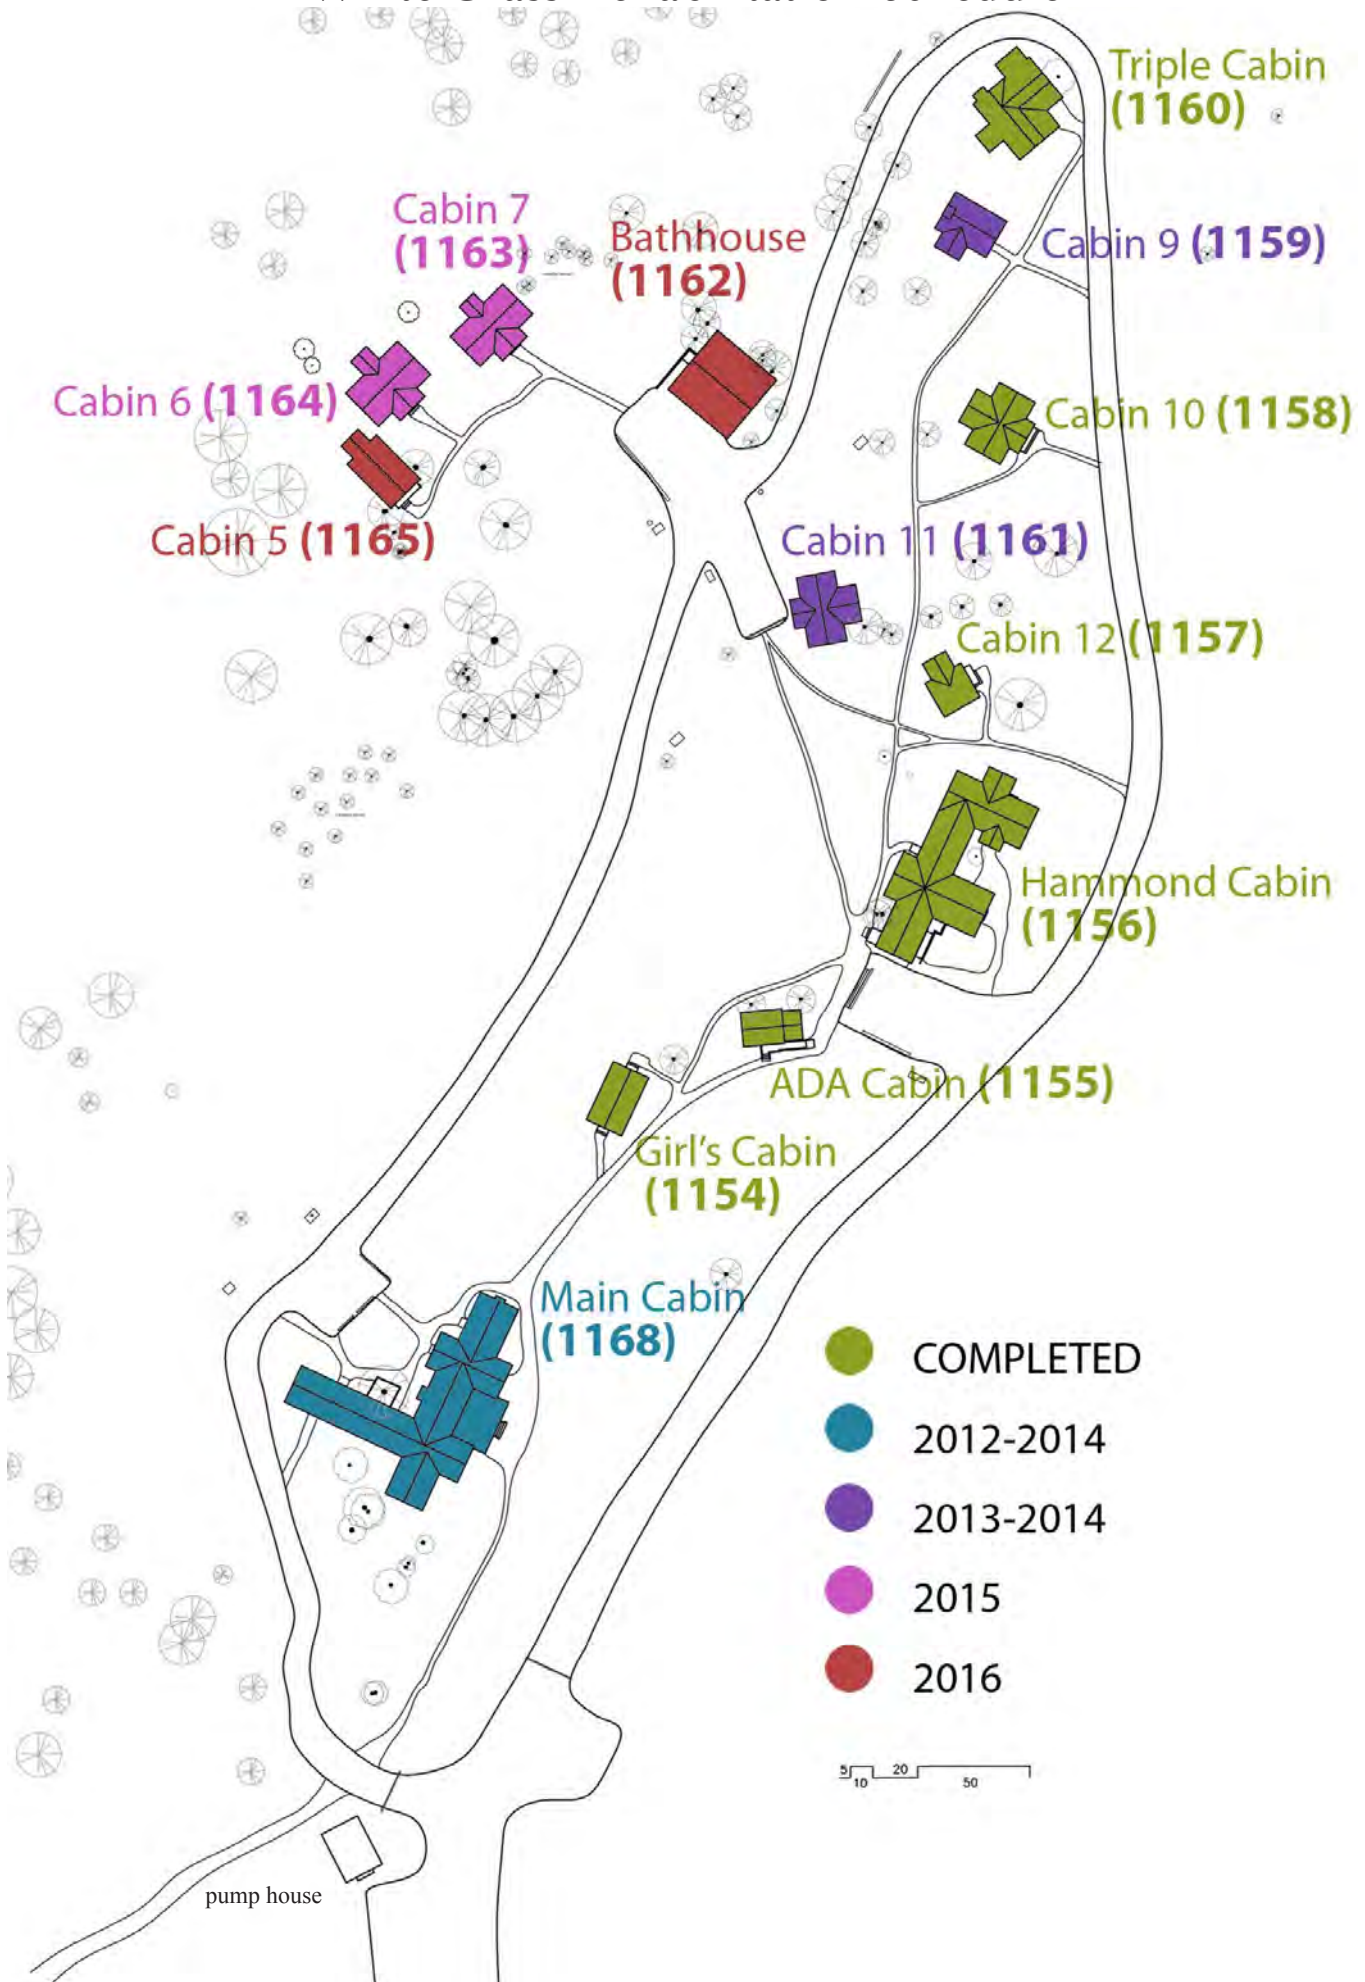 Triple Cabin
(1160)
Cabin 7
(1163)
Bathhouse
(1162)
Cabin 9 (1159)
Cabin 6 (1164)
Cabin 10 (1158)
Cabin 5 (1165)
Cabin 11 (1161)
Cabin 12 (1157)
Hammond Cabin
(1156)
ADA Cabin (1155)
Girl's Cabin
(1154)
Main Cabin
(1168)
COMPLETED
2012-2014
2013-2014
2015
2016
5 20
10 50
pump house